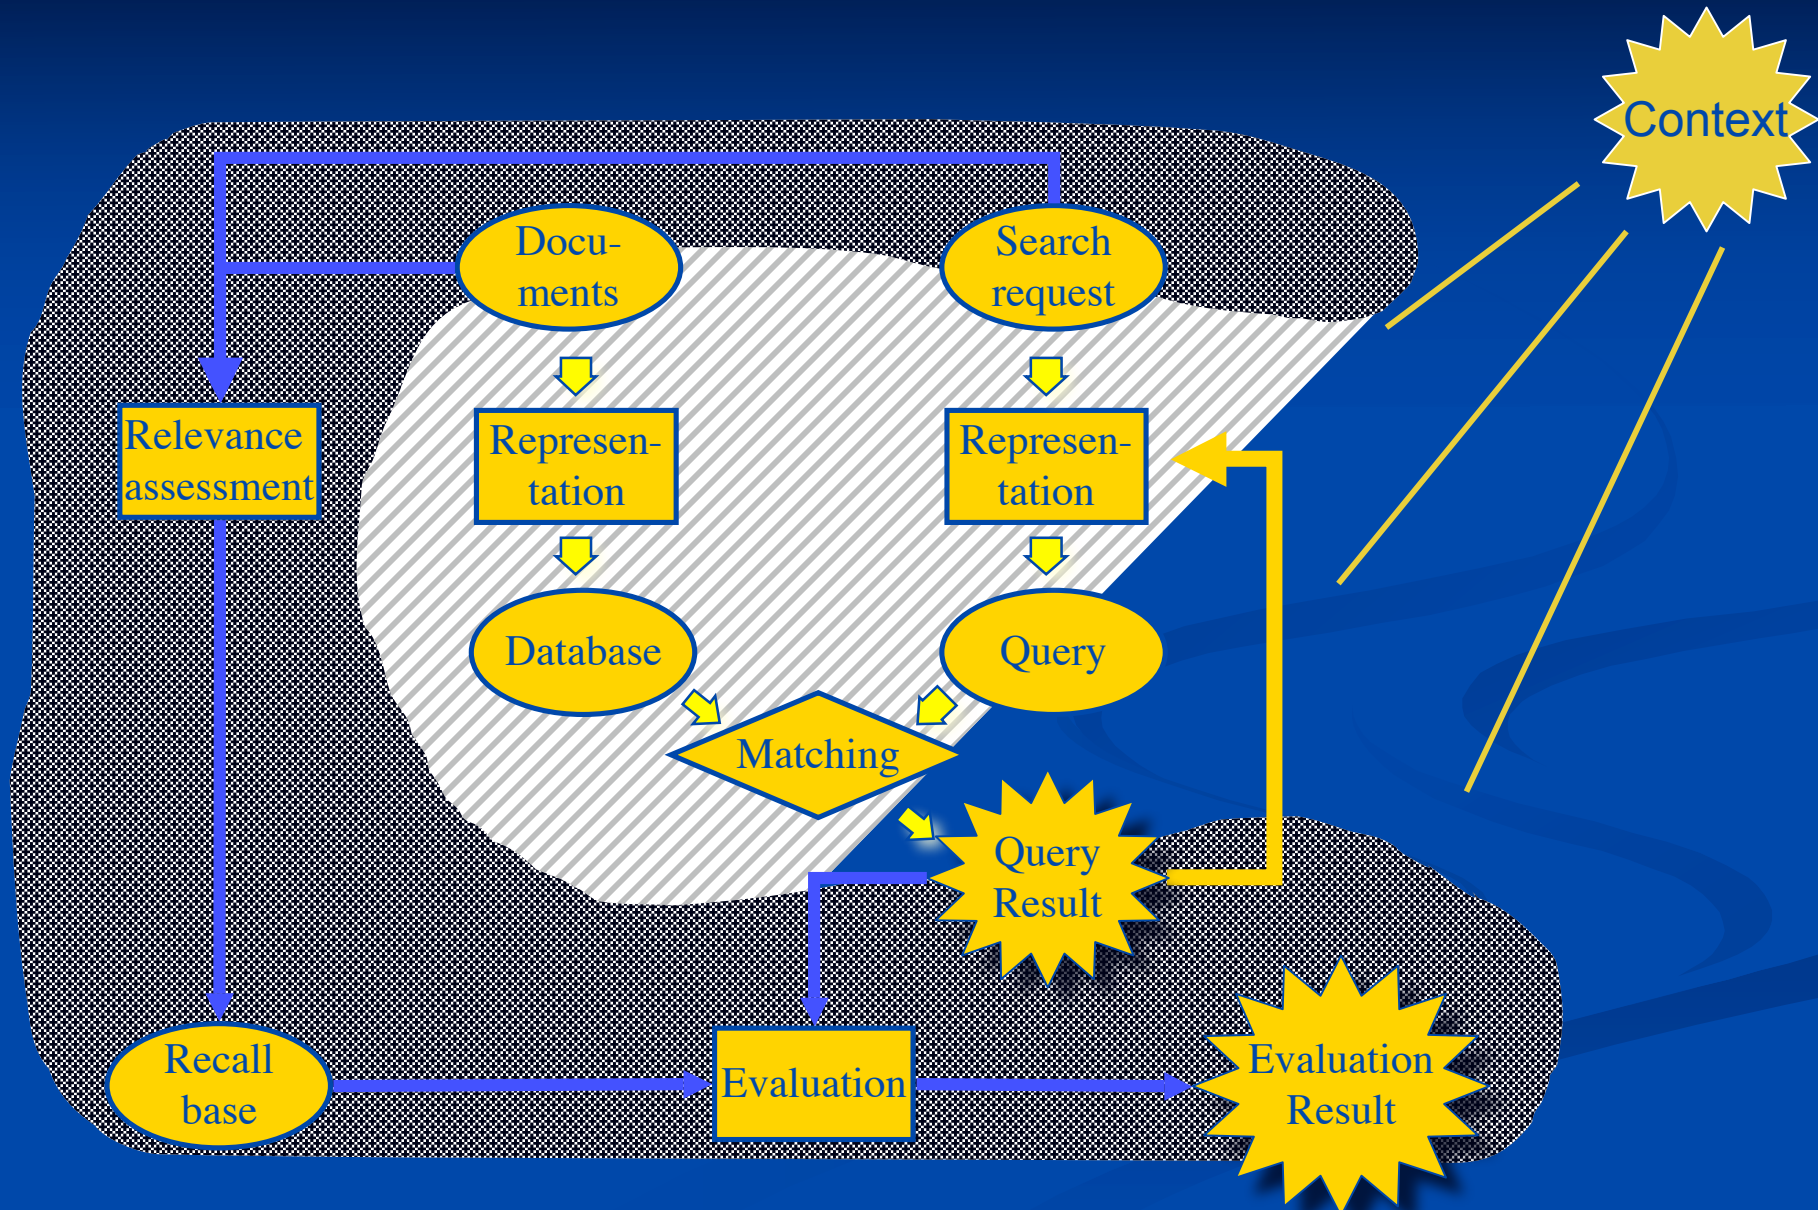 Context
Docu-
ments
Search
request
Relevance
assessment
Represen-
tation
Represen-
tation
Database
Query
Matching
Query
Result
Recall
base
Evaluation
Evaluation
Result